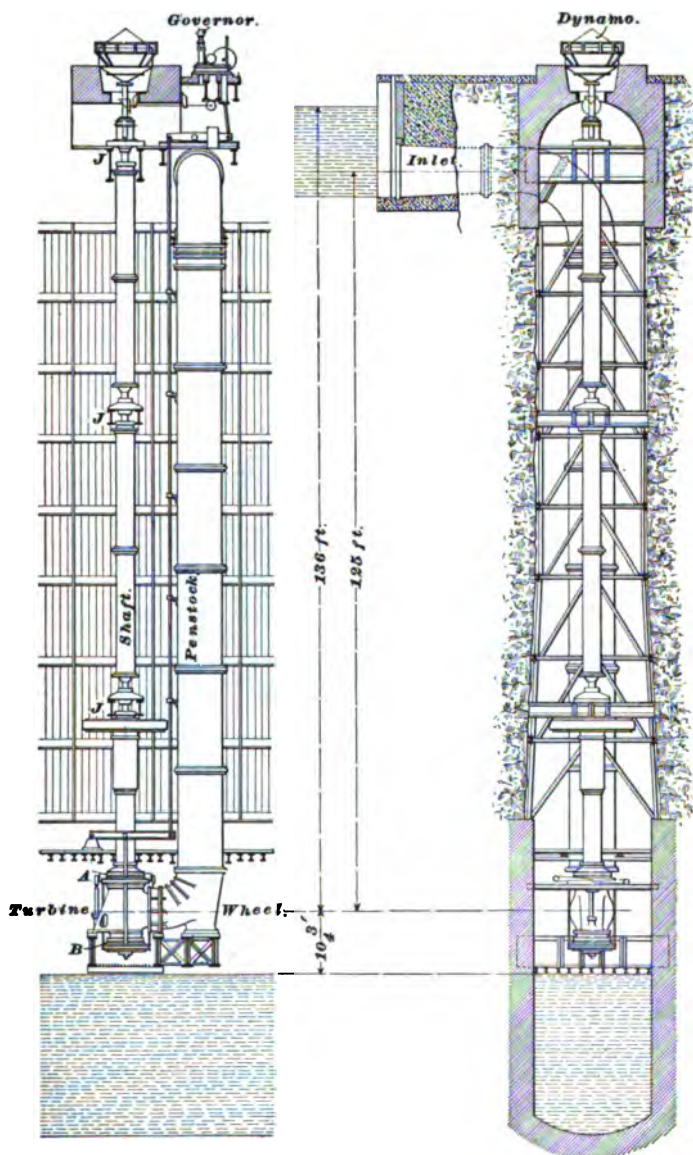 Governor.
Dynamo.
J
Inlet.
J
136 ft.
125 ft.
Shaft.
Penstock
J
A
Turbine Wheel.
B
10 3/4'